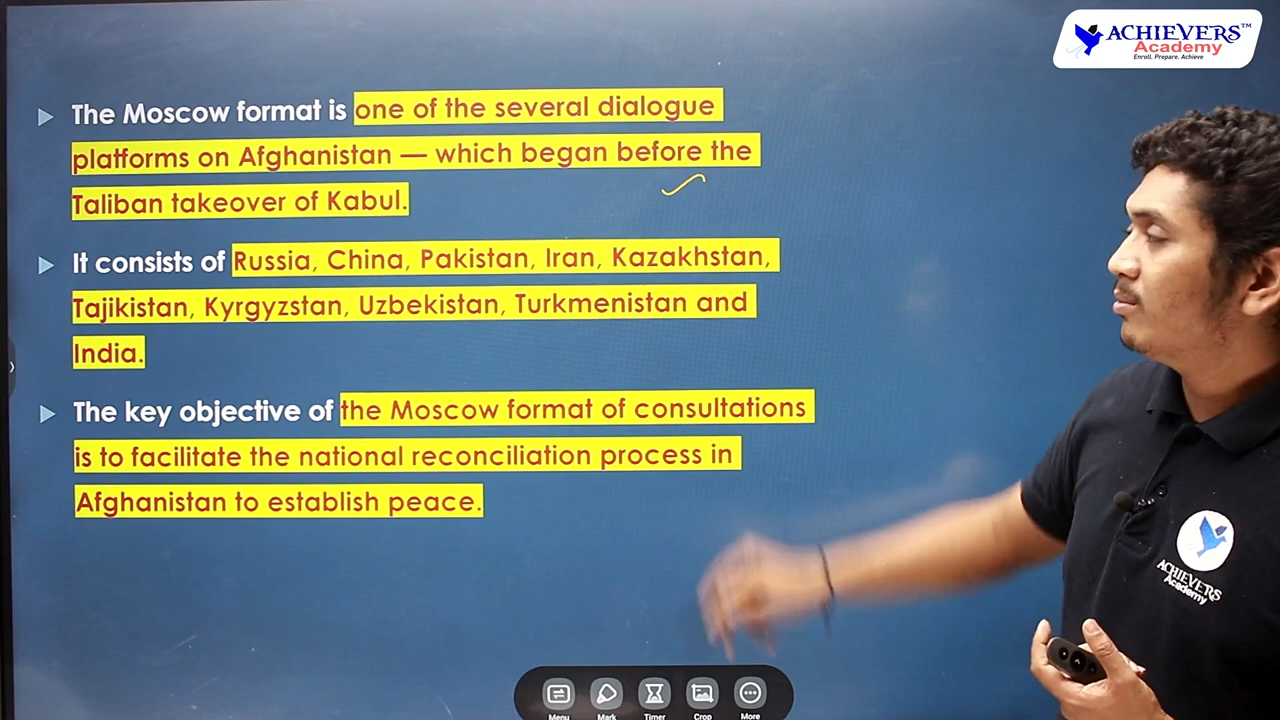 ACHIEVERS™
Academy
Enroll. Prepare. Achieve
The Moscow format is one of the several dialogue
platforms on Afghanistan — which began before the
Taliban takeover of Kabul.
It consists of Russia, China, Pakistan, Iran, Kazakhstan,
Tajikistan, Kyrgyzstan, Uzbekistan, Turkmenistan and
India.
The key objective of the Moscow format of consultations
is to facilitate the national reconciliation process in
Afghanistan to establish peace.
ACHIEVERS
Academy
Menu Mark Timer Crop More